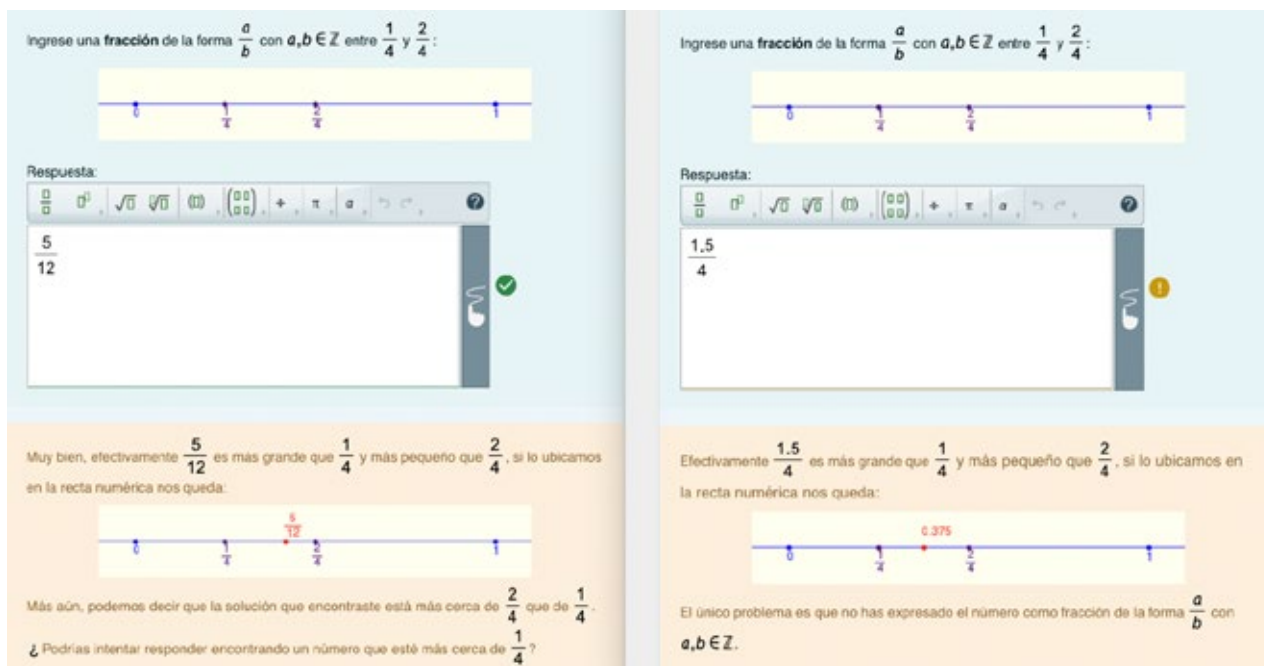 Ingrese una fracción de la forma a/b con a,b ∈ ℤ entre 1/4 y 2/4 :
0 1/4 2/4 1
Respuesta:
5/12
Muy bien, efectivamente 5/12 es más grande que 1/4 y más pequeño que 2/4 , si lo ubicamos
en la recta numérica nos queda:
5/12
0 1/4 2/4 1
Más aún, podemos decir que la solución que encontraste está más cerca de 2/4 que de 1/4 .
¿ Podrías intentar responder encontrando un número que esté más cerca de 1/4 ?
Ingrese una fracción de la forma a/b con a,b ∈ ℤ entre 1/4 y 2/4 :
0 1/4 2/4 1
Respuesta:
1.5/4
Efectivamente 1.5/4 es más grande que 1/4 y más pequeño que 2/4 , si lo ubicamos en
la recta numérica nos queda:
0.375
0 1/4 2/4 1
El único problema es que no has expresado el número como fracción de la forma a/b con
a,b ∈ ℤ.